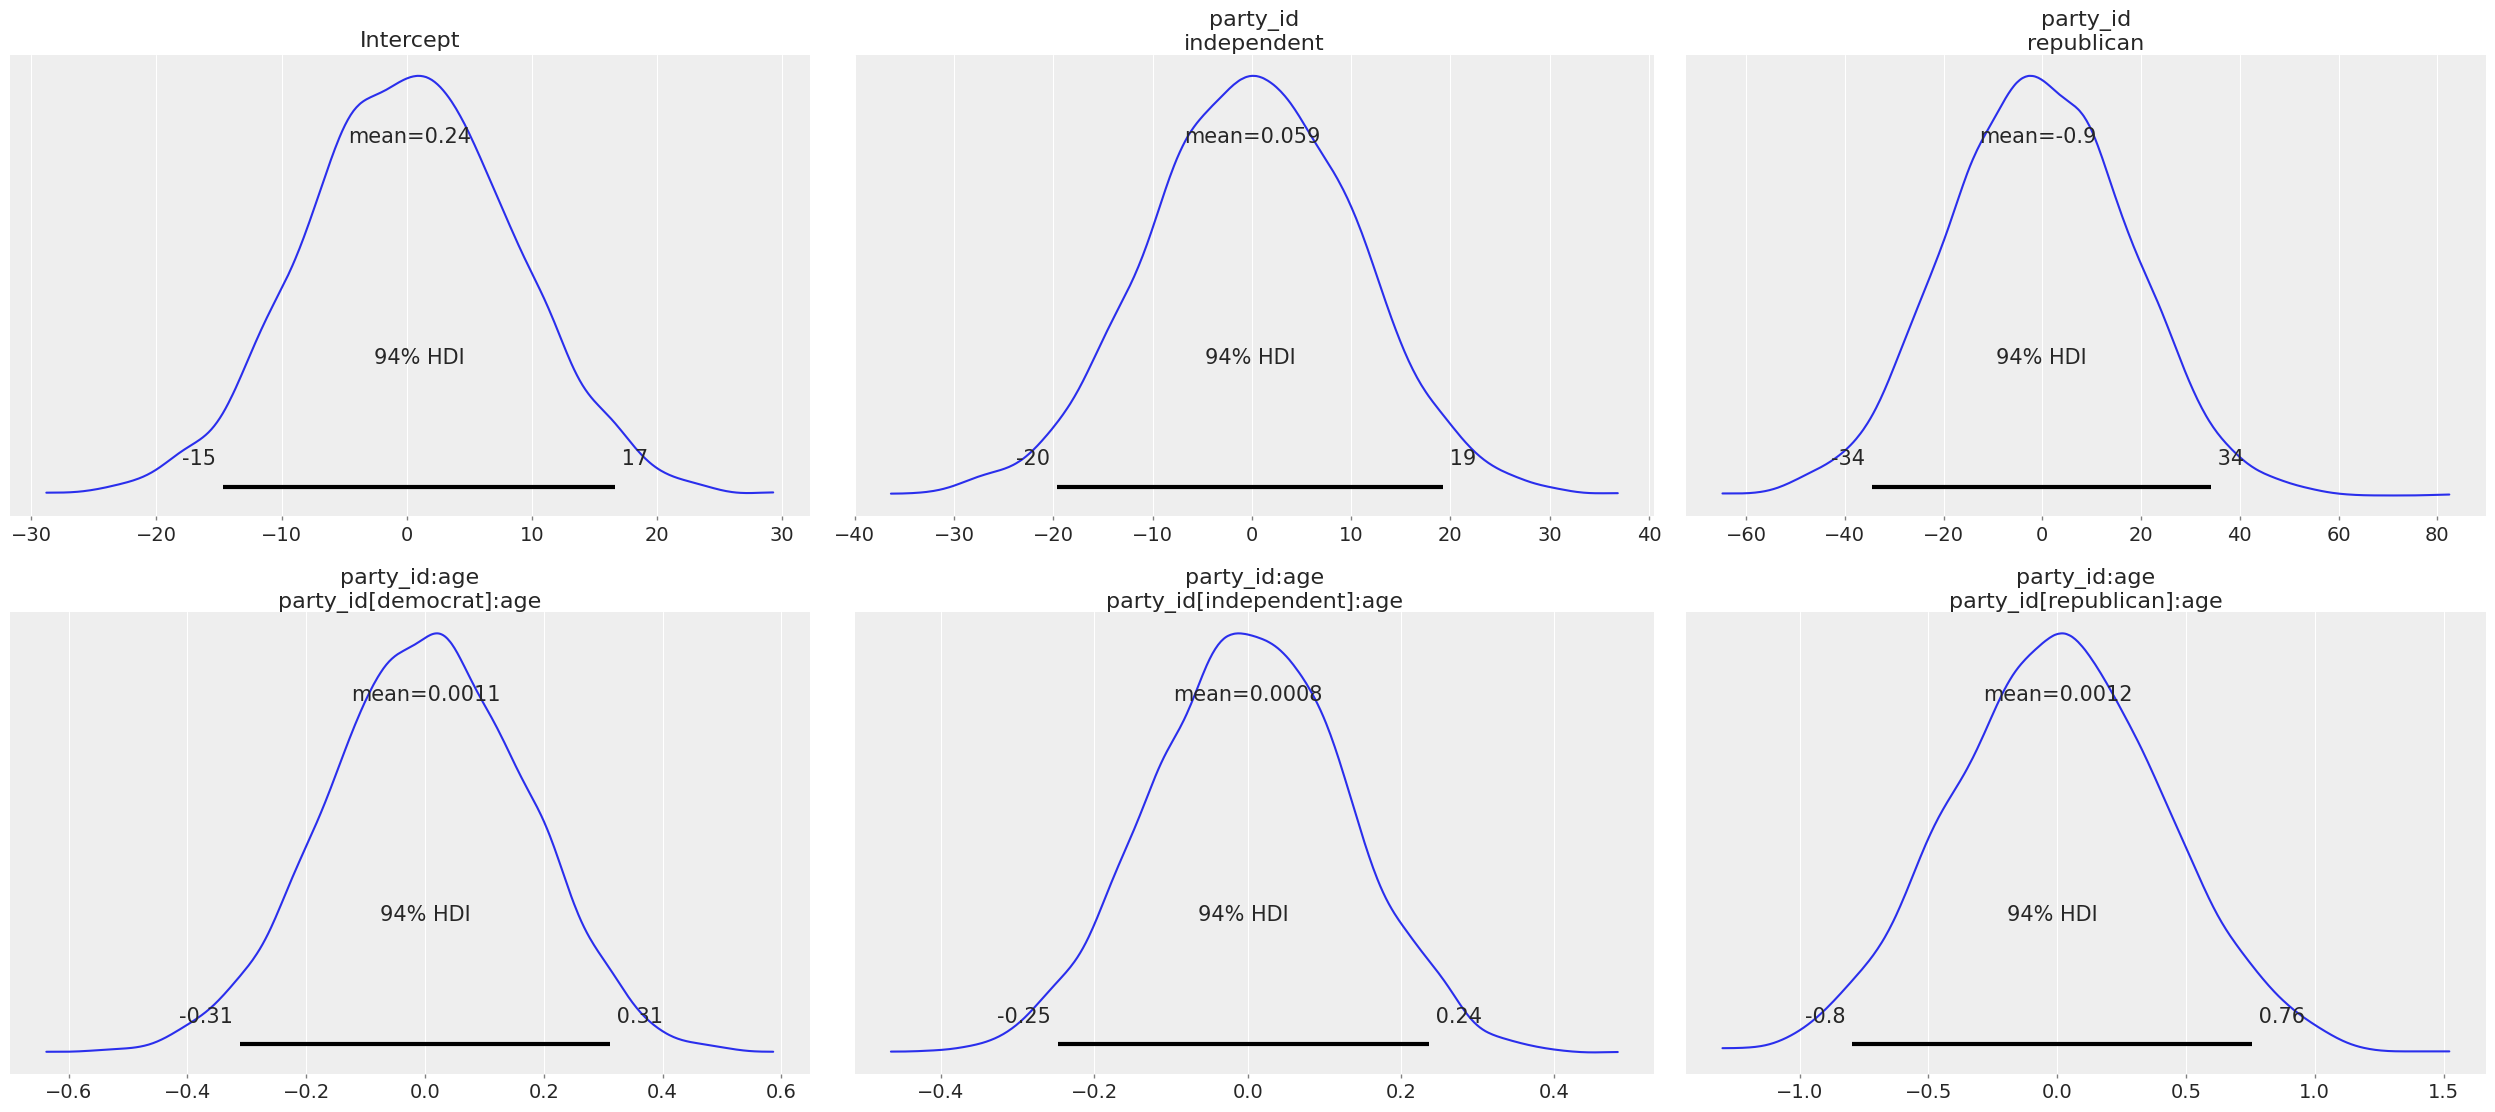 Intercept
mean=0.24
94% HDI
-15 17
−30 −20 −10 0 10 20 30
party_id
independent
mean=0.059
94% HDI
-20 19
−40 −30 −20 −10 0 10 20 30 40
party_id
republican
mean=-0.9
94% HDI
-34 34
−60 −40 −20 0 20 40 60 80
party_id:age
party_id[democrat]:age
mean=0.0011
94% HDI
-0.31 0.31
−0.6 −0.4 −0.2 0.0 0.2 0.4 0.6
party_id:age
party_id[independent]:age
mean=0.0008
94% HDI
-0.25 0.24
−0.4 −0.2 0.0 0.2 0.4
party_id:age
party_id[republican]:age
mean=0.0012
94% HDI
-0.8 0.76
−1.0 −0.5 0.0 0.5 1.0 1.5